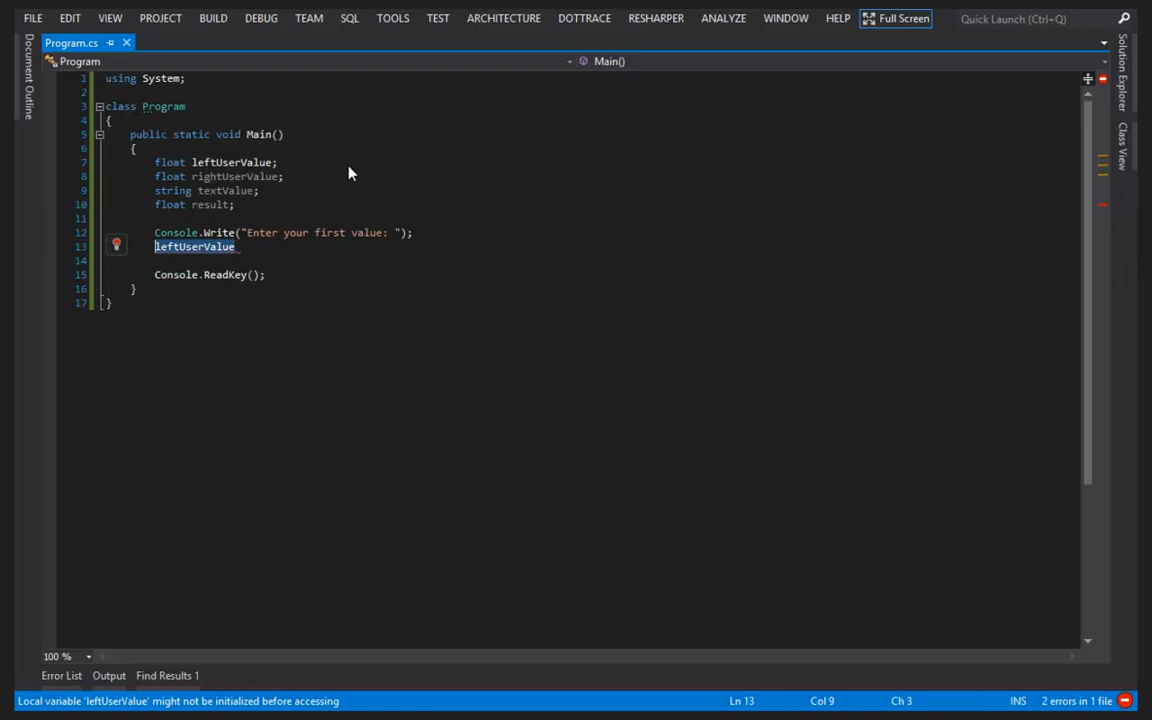 FILE EDIT VIEW PROJECT BUILD DEBUG TEAM SQL TOOLS TEST ARCHITECTURE DOTTRACE RESHARPER ANALYZE WINDOW HELP Full Screen Quick Launch (Ctrl+Q)
Program.cs
Program Main()
Document Outline
Solution Explorer
Class View
1 using System;
2
3 class Program
4 {
5 public static void Main()
6 {
7 float leftUserValue;
8 float rightUserValue;
9 string textValue;
10 float result;
11
12 Console.Write("Enter your first value: ");
13 leftUserValue
14
15 Console.ReadKey();
16 }
17 }
100 %
Error List Output Find Results 1
Local variable 'leftUserValue' might not be initialized before accessing Ln 13 Col 9 Ch 3 INS 2 errors in 1 file